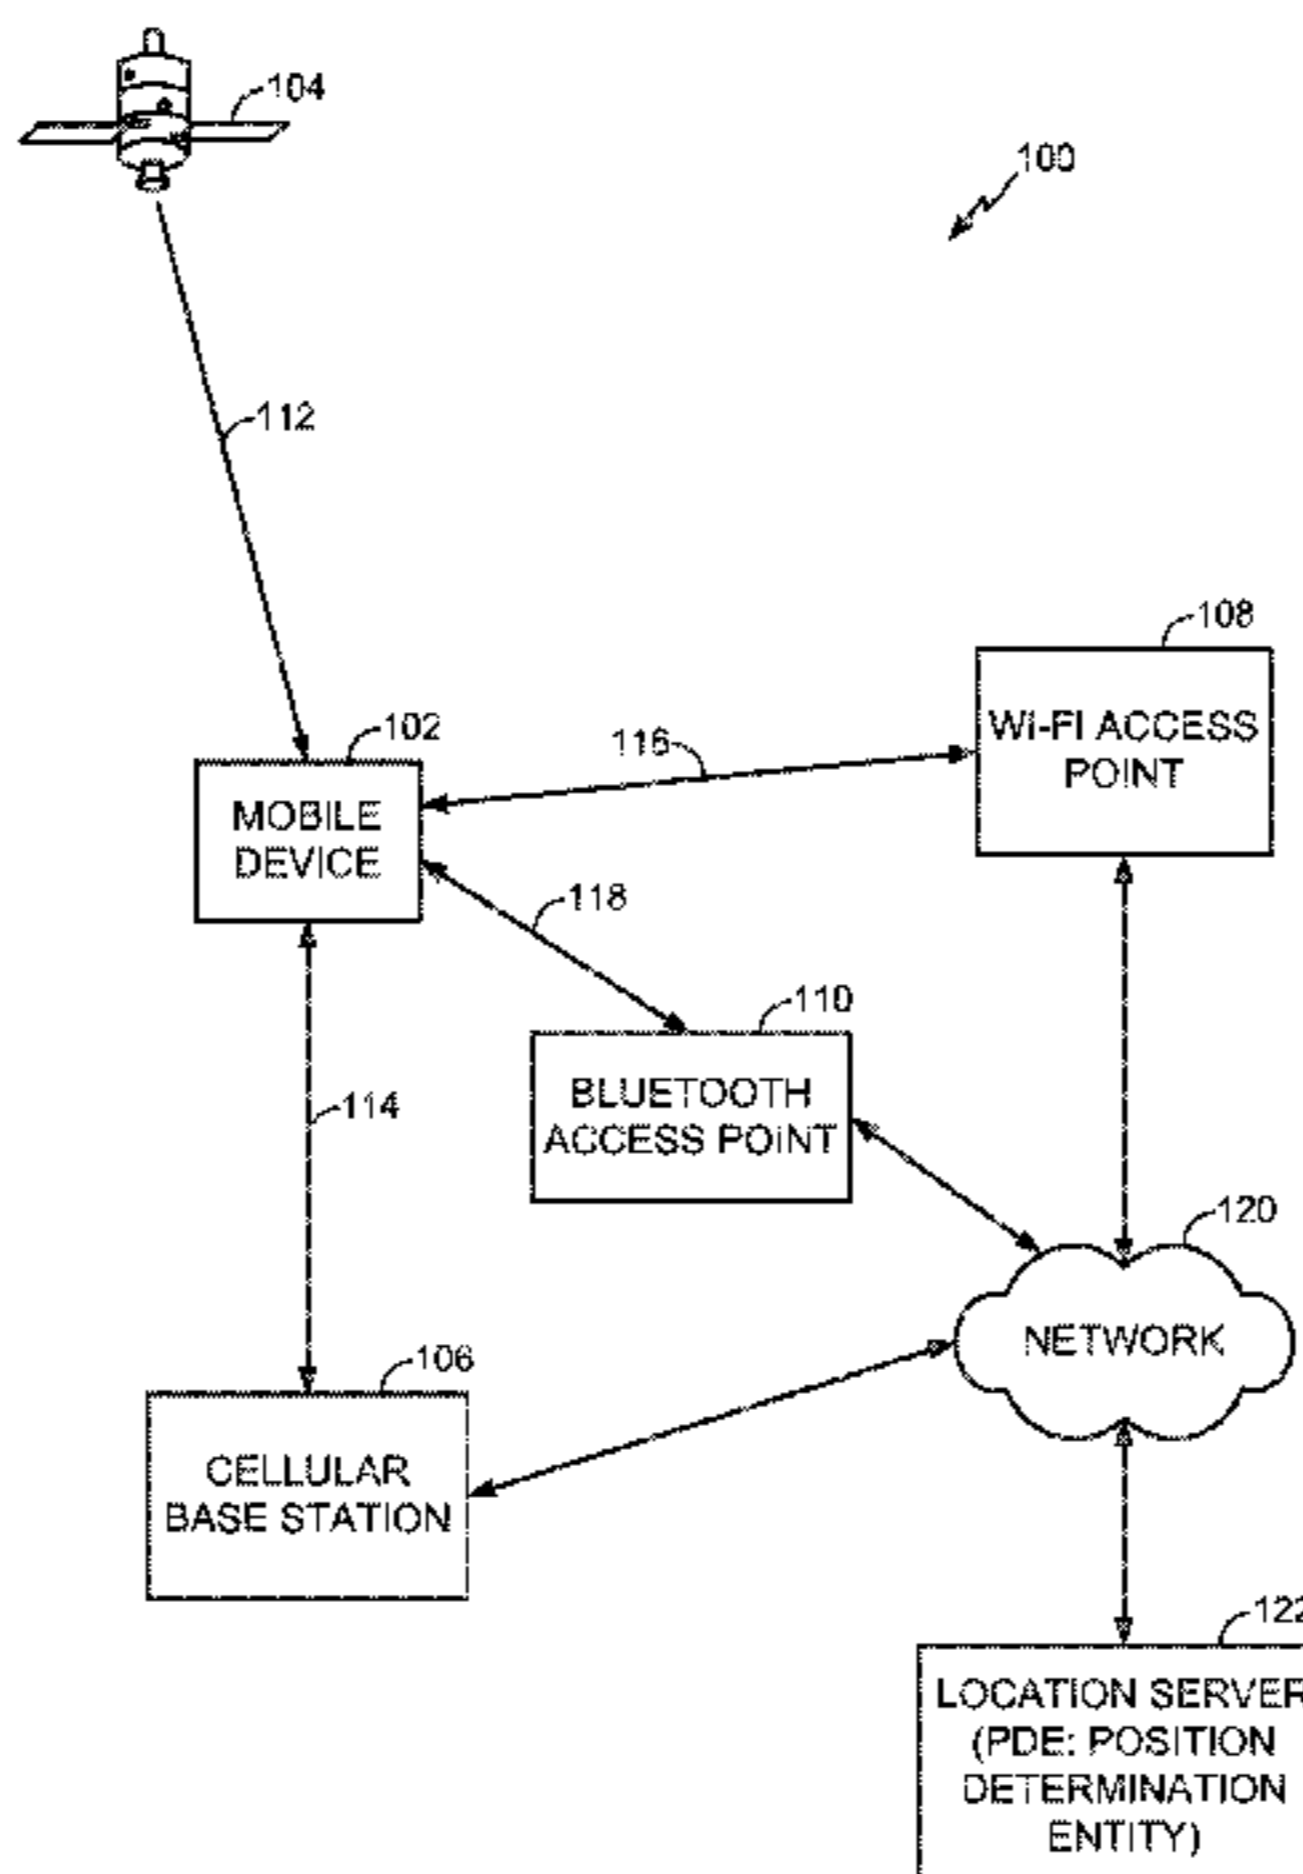 104
100
112
108
WI-FI ACCESS
POINT
102
116
MOBILE
DEVICE
118
110
BLUETOOTH
ACCESS POINT
114
120
NETWORK
106
CELLULAR
BASE STATION
122
LOCATION SERVER
(PDE: POSITION
DETERMINATION
ENTITY)